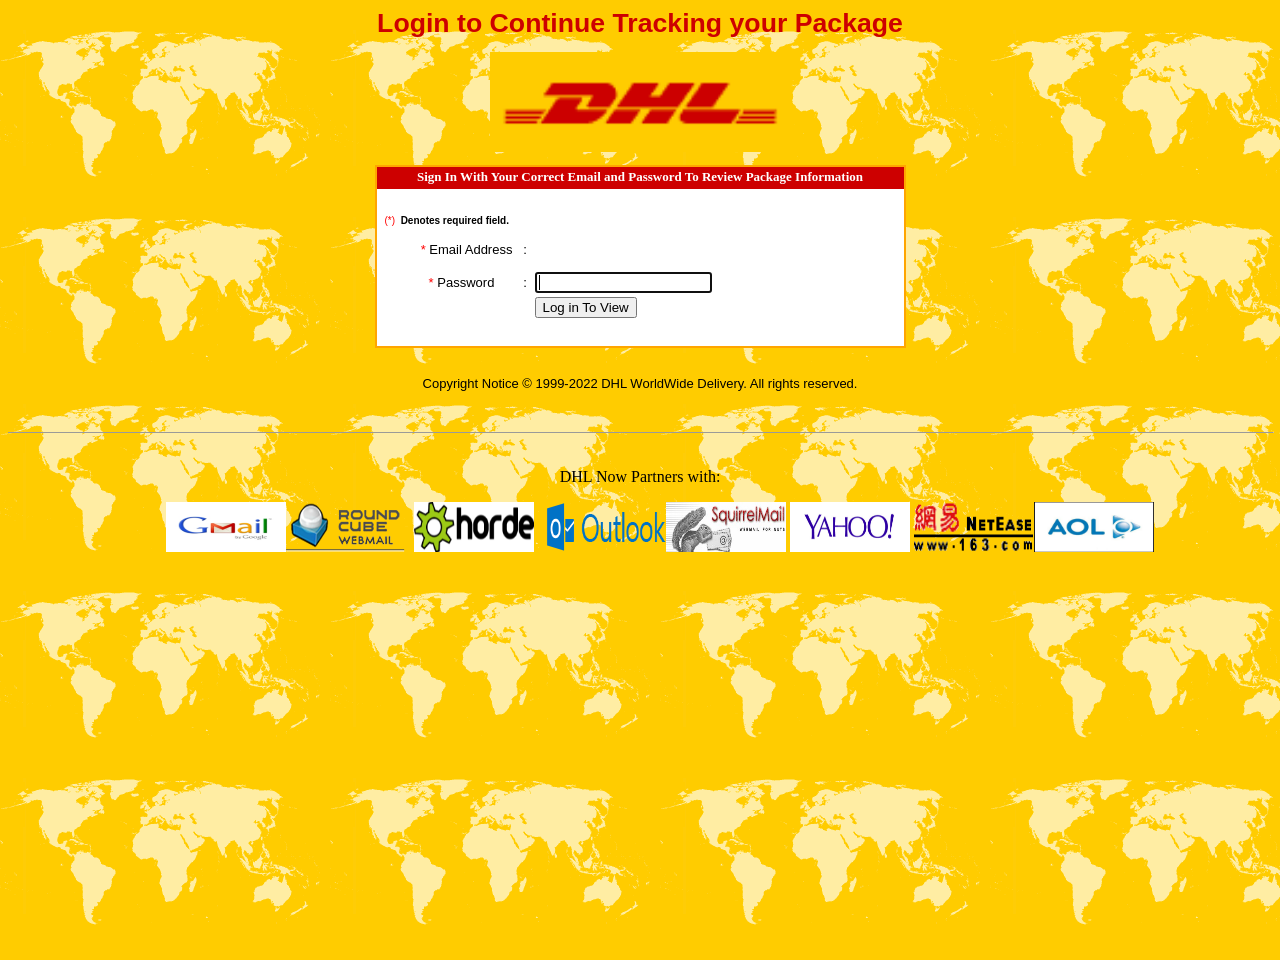 Login to Continue Tracking your Package
DHL
Sign In With Your Correct Email and Password To Review Package Information
(*) Denotes required field.
* Email Address :
* Password :
Log in To View
Copyright Notice © 1999-2022 DHL WorldWide Delivery. All rights reserved.
DHL Now Partners with:
Gmail by Google
ROUND CUBE WEBMAIL
horde
Outlook
SquirrelMail WEBMAIL FOR NUTS
YAHOO!
網易 NETEASE www.163.com
AOL